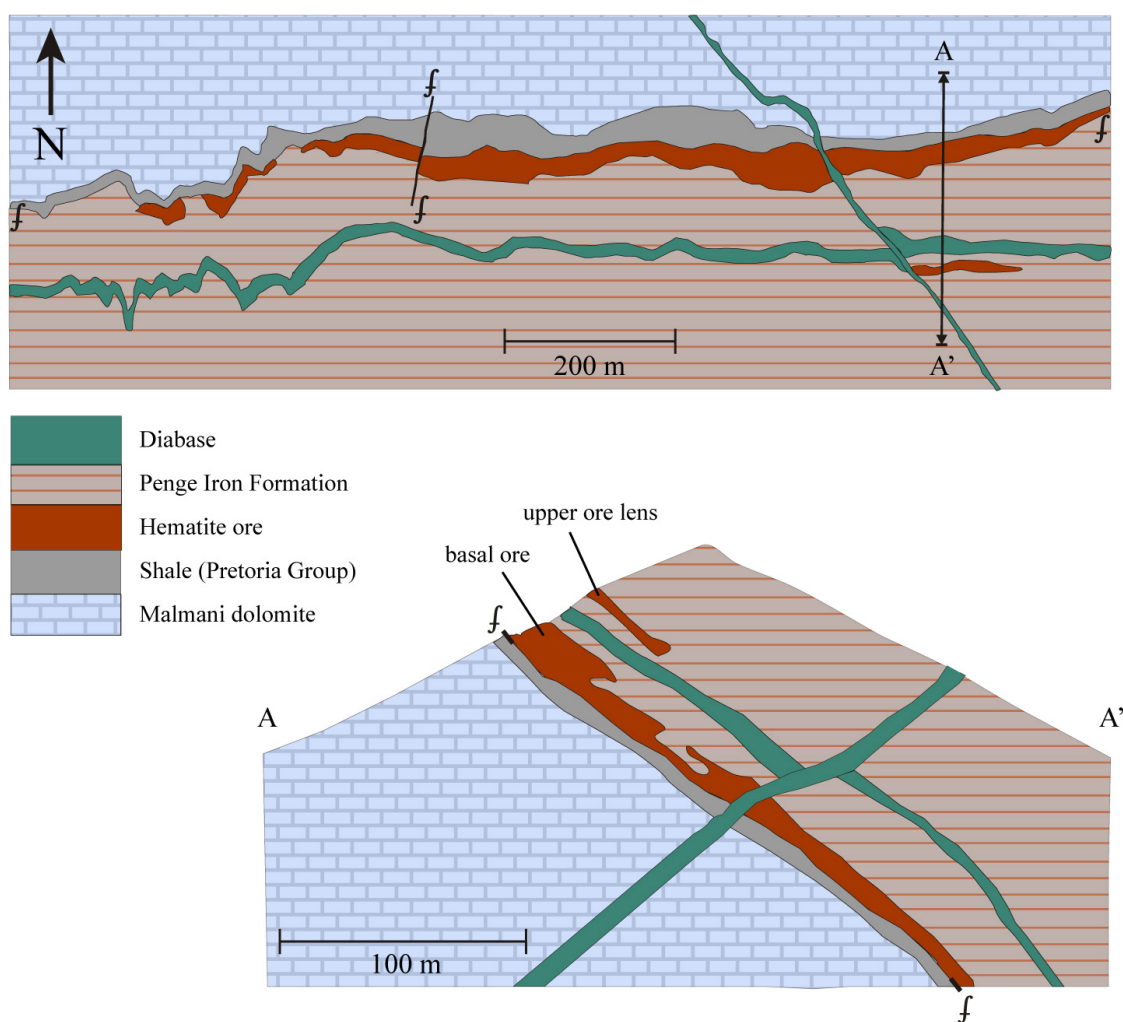 N
ƒ
ƒ
ƒ
ƒ
A
A'
200 m
Diabase
Penge Iron Formation
Hematite ore
Shale (Pretoria Group)
Malmani dolomite
upper ore lens
basal ore
ƒ
A
A'
100 m
ƒ